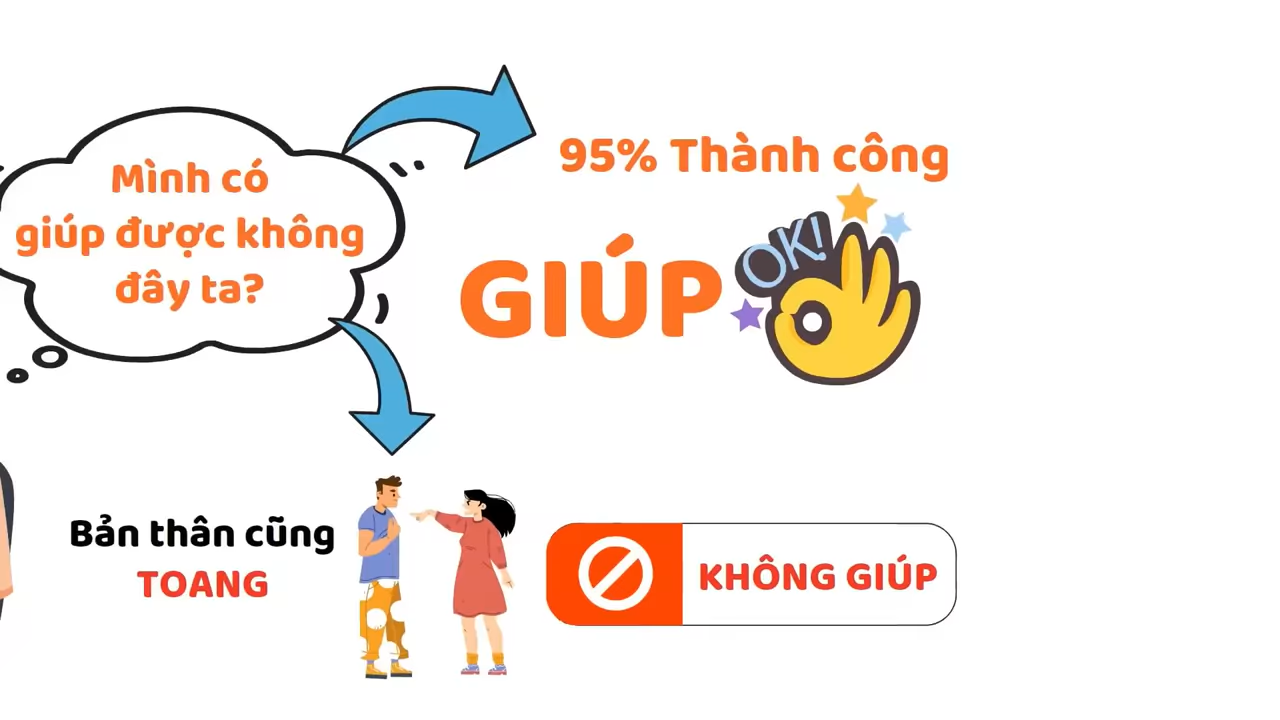 Mình có
giúp được không
đây ta?
95% Thành công
GIÚP
OK!
Bản thân cũng
TOANG
KHÔNG GIÚP